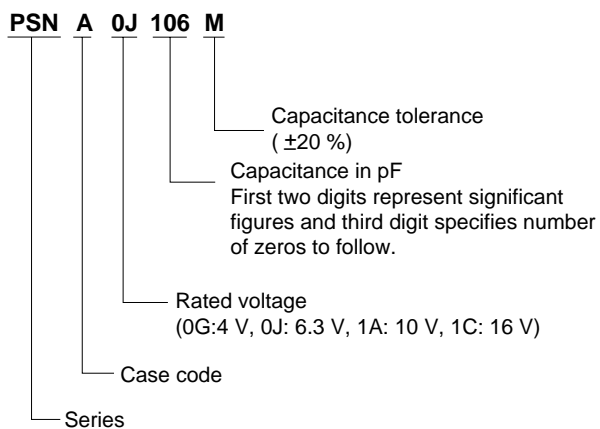 PSN A 0J 106 M
Capacitance tolerance
( ±20 %)
Capacitance in pF
First two digits represent significant
figures and third digit specifies number
of zeros to follow.
Rated voltage
(0G:4 V, 0J: 6.3 V, 1A: 10 V, 1C: 16 V)
Case code
Series